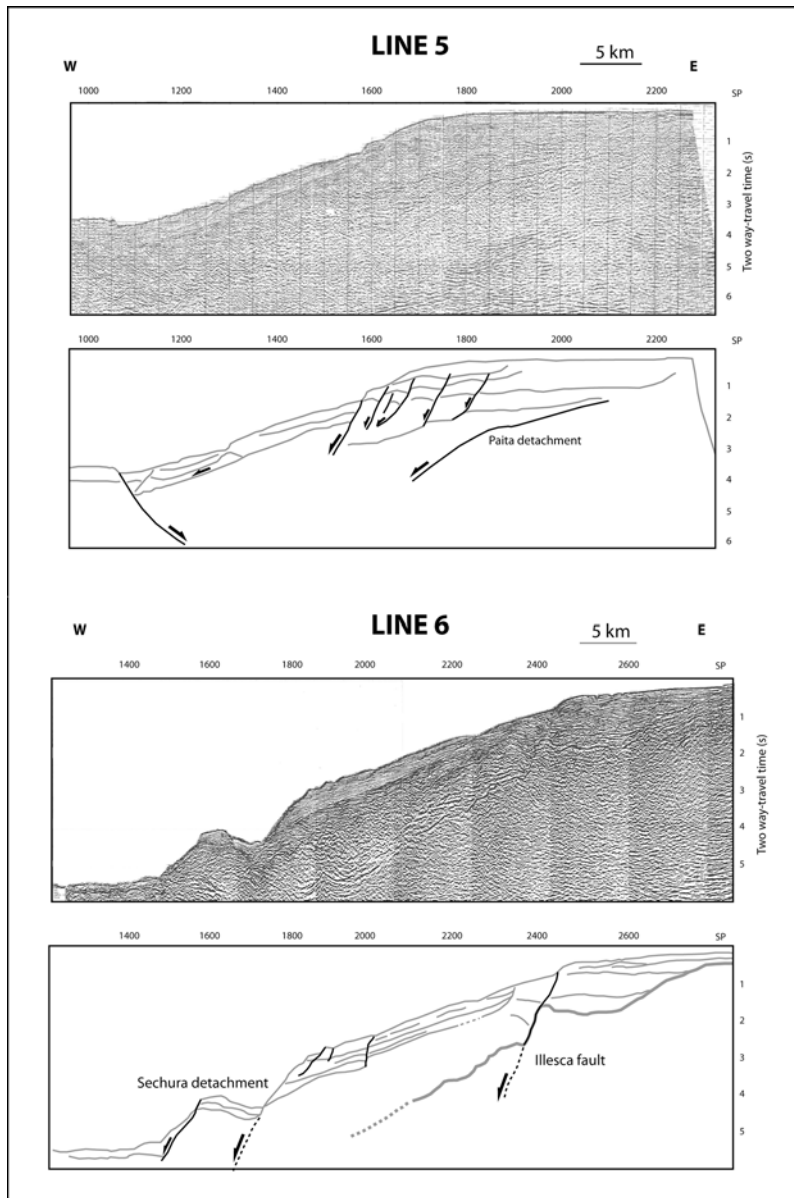 LINE 5
5 km
W E
1000 1200 1400 1600 1800 2000 2200 SP
1
2
3
4
5
6
Two way-travel time (s)
1000 1200 1400 1600 1800 2000 2200 SP
1
2
3
4
5
6
Paita detachment
LINE 6
5 km
W E
1400 1600 1800 2000 2200 2400 2600 SP
1
2
3
4
5
Two way-travel time (s)
1400 1600 1800 2000 2200 2400 2600 SP
1
2
3
4
5
Sechura detachment
Illesca fault